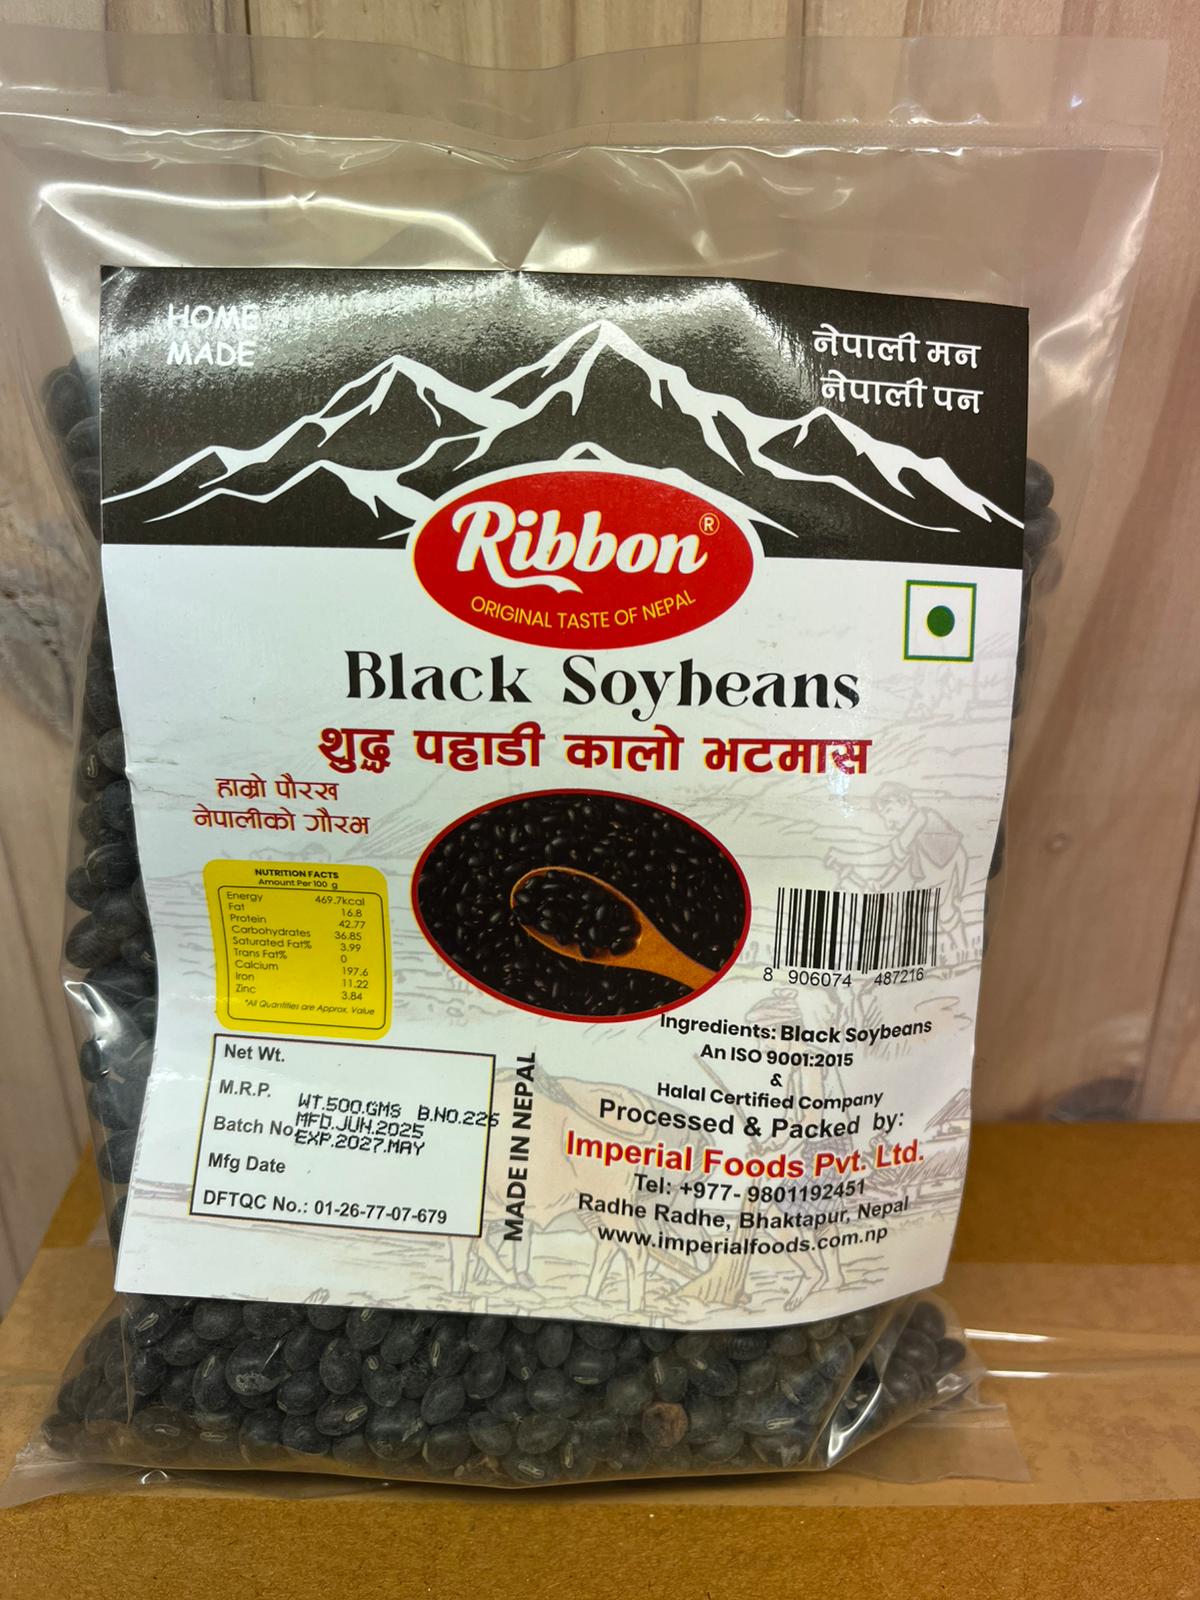 HOME
MADE
नेपाली मन
नेपाली पन
Ribbon®
ORIGINAL TASTE OF NEPAL
Black Soybeans
शुद्ध पहाडी कालो भटमास
हाम्रो पौरख
नेपालीको गौरभ
NUTRITION FACTS
Amount Per 100 g
Energy 469.7kcal
Fat 16.8
Protein 42.77
Carbohydrates 36.85
Saturated Fat% 3.99
Trans Fat% 0
Calcium 197.6
Iron 11.22
Zinc 3.84
*All Quantities are Approx. Value
8 906074 487216
Ingredients: Black Soybeans
An ISO 9001:2015
&
Halal Certified Company
Processed & Packed by:
Imperial Foods Pvt. Ltd.
Tel: +977- 9801192451
Radhe Radhe, Bhaktapur, Nepal
www.imperialfoods.com.np
Net Wt.
M.R.P.
Batch No
Mfg Date
DFTQC No.: 01-26-77-07-679
WT.500.GMS B.NO.226
MFD.JUN.2025
EXP.2027.MAY
MADE IN NEPAL